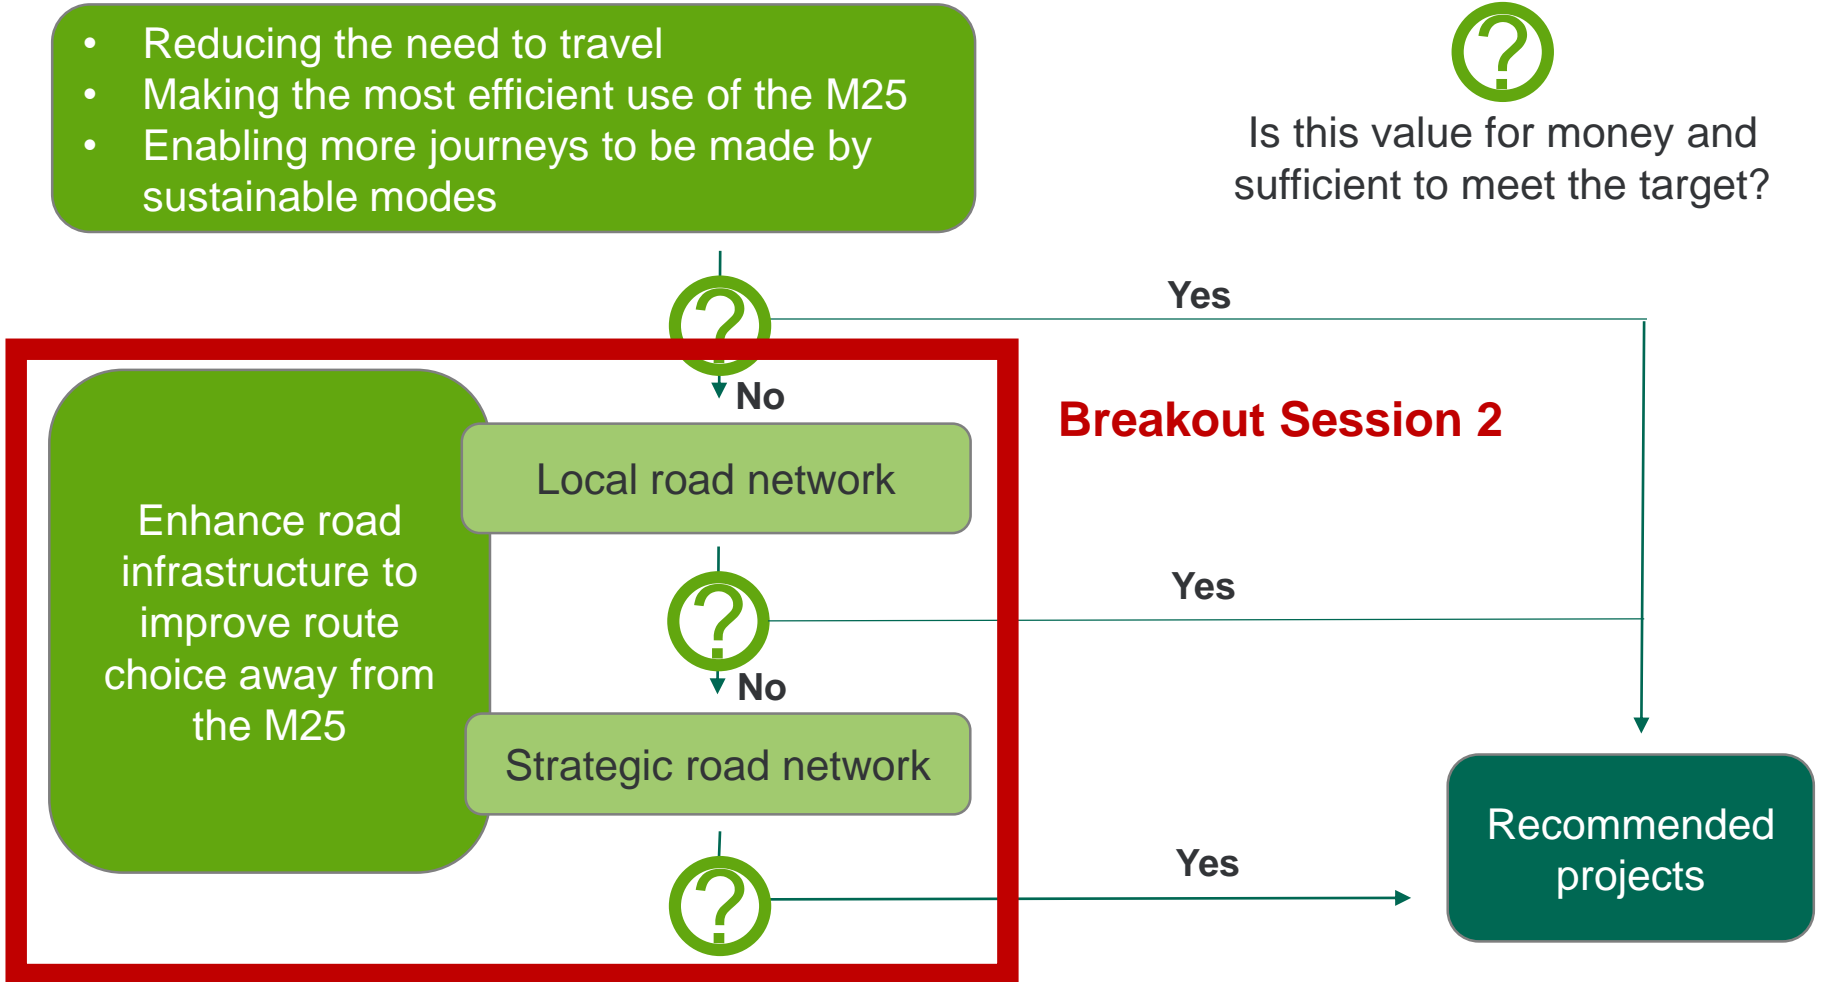 • Reducing the need to travel
• Making the most efficient use of the M25
• Enabling more journeys to be made by
sustainable modes
?
Is this value for money and
sufficient to meet the target?
?
Yes
No
Breakout Session 2
Enhance road
infrastructure to
improve route
choice away from
the M25
Local road network
?
Yes
No
Strategic road network
?
Yes
Recommended
projects